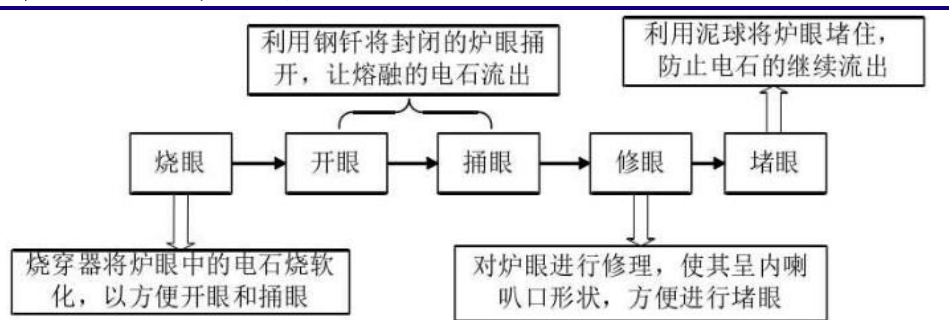 利用钢钎将封闭的炉眼捅
开，让熔融的电石流出
利用泥球将炉眼堵住，
防止电石的继续流出
烧眼
开眼
捅眼
修眼
堵眼
烧穿器将炉眼中的电石烧软
化，以方便开眼和捅眼
对炉眼进行修理，使其呈内喇
叭口形状，方便进行堵眼